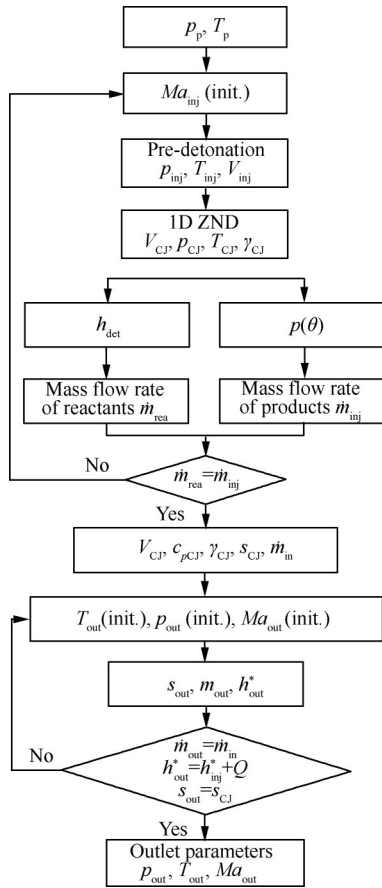 pₚ, Tₚ
Ma_inj (init.)
Pre-detonation
p_inj, T_inj, V_inj
1D ZND
V_CJ, p_CJ, T_CJ, γ_CJ
h_det
p(θ)
Mass flow rate
of reactants ṁ_rea
Mass flow rate
of products ṁ_inj
No
ṁ_rea=ṁ_inj
Yes
V_CJ, c_pCJ, γ_CJ, s_CJ, ṁ_in
T_out(init.), p_out (init.), Ma_out (init.)
s_out, m_out, h*_out
No
ṁ_out=ṁ_in
h*_out=h*_inj+Q
s_out=s_CJ
Yes
Outlet parameters
p_out, T_out, Ma_out